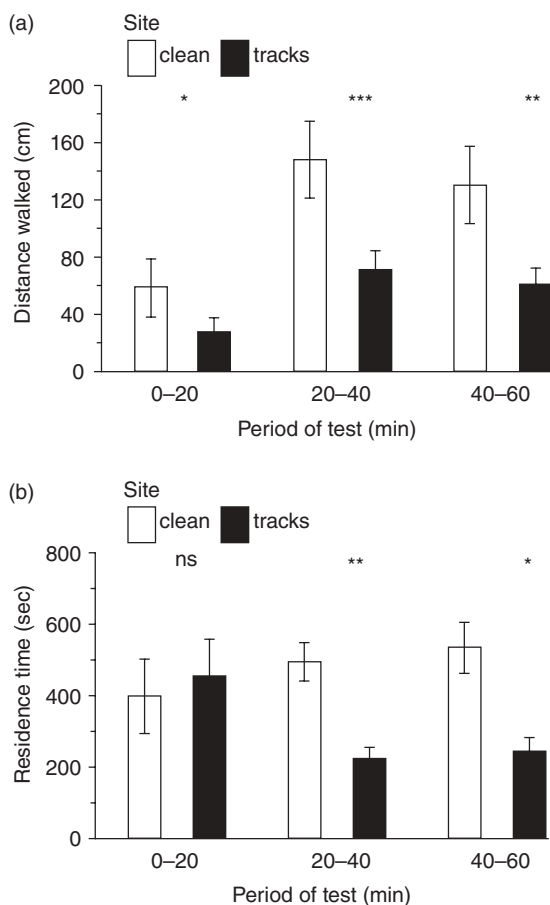 (a)
Site
clean tracks
200
* *** **
160
120
80
40
0
Distance walked (cm)
0–20 20–40 40–60
Period of test (min)
(b)
Site
clean tracks
800
ns ** *
600
400
200
0
Residence time (sec)
0–20 20–40 40–60
Period of test (min)